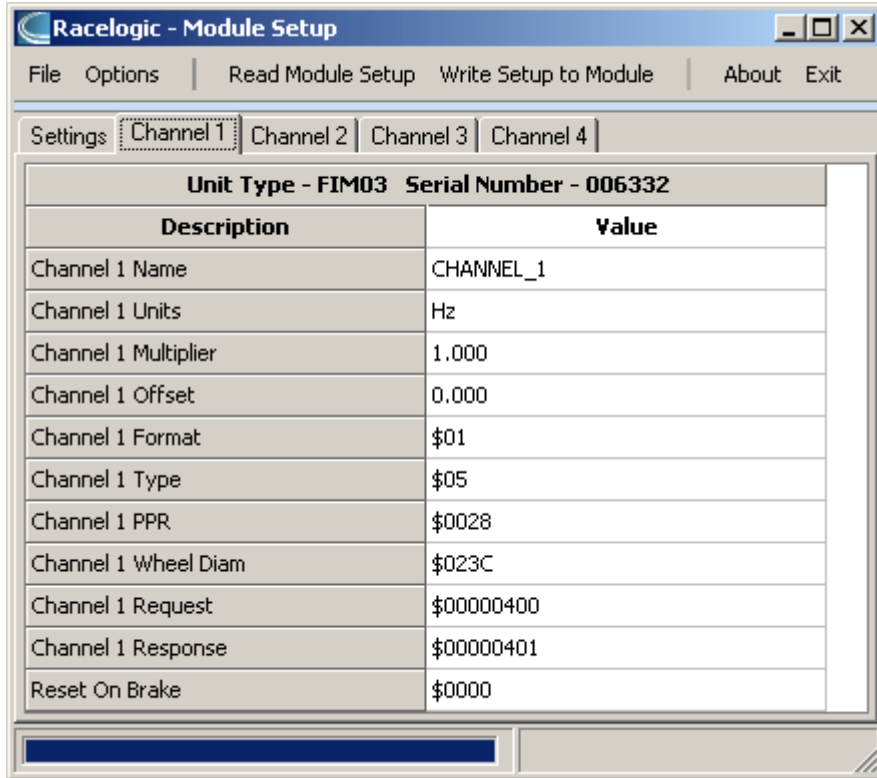 Racelogic - Module Setup
File Options Read Module Setup Write Setup to Module About Exit
Settings Channel 1 Channel 2 Channel 3 Channel 4
Unit Type - FIM03 Serial Number - 006332
Description Value
Channel 1 Name CHANNEL_1
Channel 1 Units Hz
Channel 1 Multiplier 1.000
Channel 1 Offset 0.000
Channel 1 Format $01
Channel 1 Type $05
Channel 1 PPR $0028
Channel 1 Wheel Diam $023C
Channel 1 Request $00000400
Channel 1 Response $00000401
Reset On Brake $0000